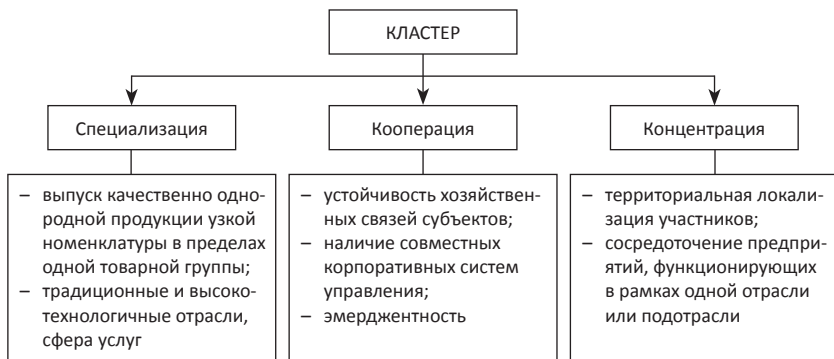 КЛАСТЕР
Специализация
Кооперация
Концентрация
– выпуск качественно одно-
родной продукции узкой
номенклатуры в пределах
одной товарной группы;
– традиционные и высоко-
технологичные отрасли,
сфера услуг
– устойчивость хозяйствен-
ных связей субъектов;
– наличие совместных
корпоративных систем
управления;
– эмерджентность
– территориальная локали-
зация участников;
– сосредоточение предпри-
ятий, функционирующих
в рамках одной отрасли
или подотрасли